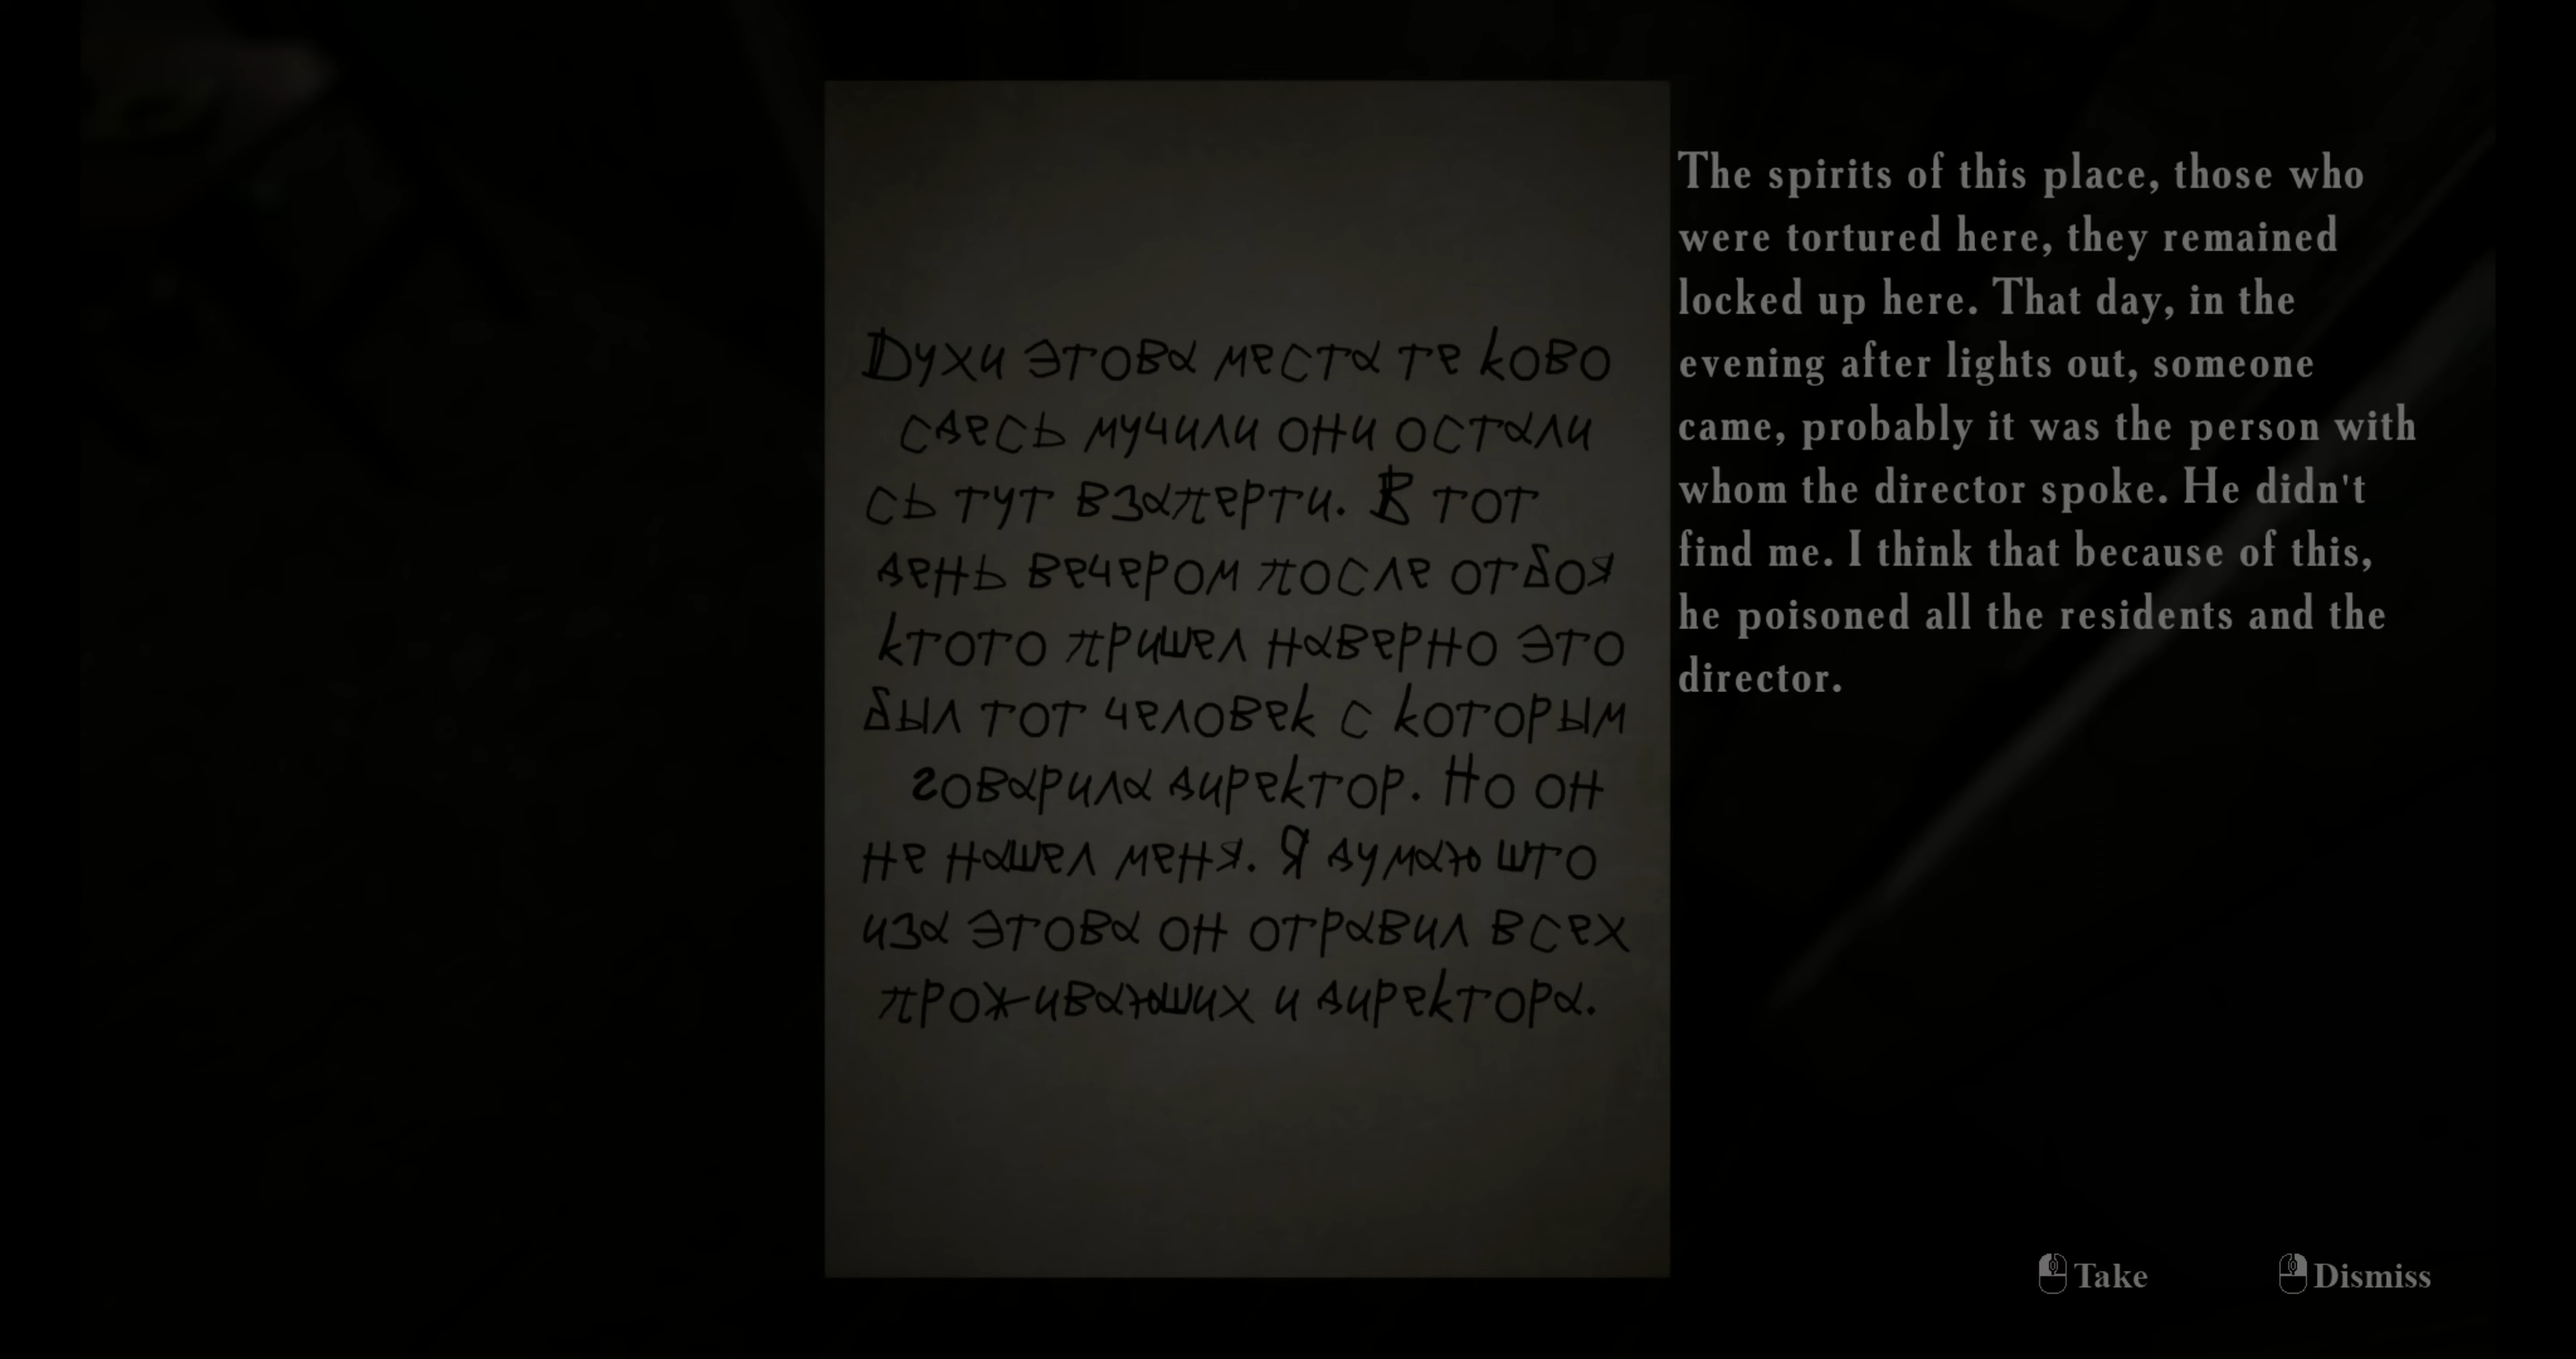 Духи этова места те ково
сдесь мучили они остали
сь тут взаперти. В тот
день вечером после отбоя
ктото пришел наверно это
был тот человек с которым
говарила директор. Но он
не нашел меня. Я думаю што
иза этова он отравил всех
проживаюших и директора.
The spirits of this place, those who
were tortured here, they remained
locked up here. That day, in the
evening after lights out, someone
came, probably it was the person with
whom the director spoke. He didn't
find me. I think that because of this,
he poisoned all the residents and the
director.
Take
Dismiss